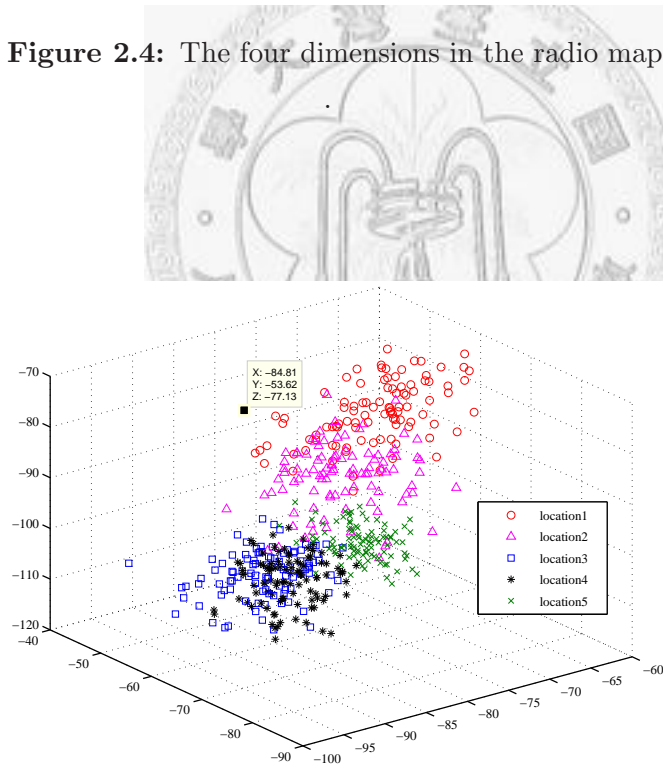 Figure 2.4: The four dimensions in the radio map
X: −84.81
Y: −53.62
Z: −77.13
−70
−80
−90
−100
−110
−120
−40
−50
−60
−70
−80
−90
−100
−95
−90
−85
−80
−75
−70
−65
−60
location1
location2
location3
location4
location5